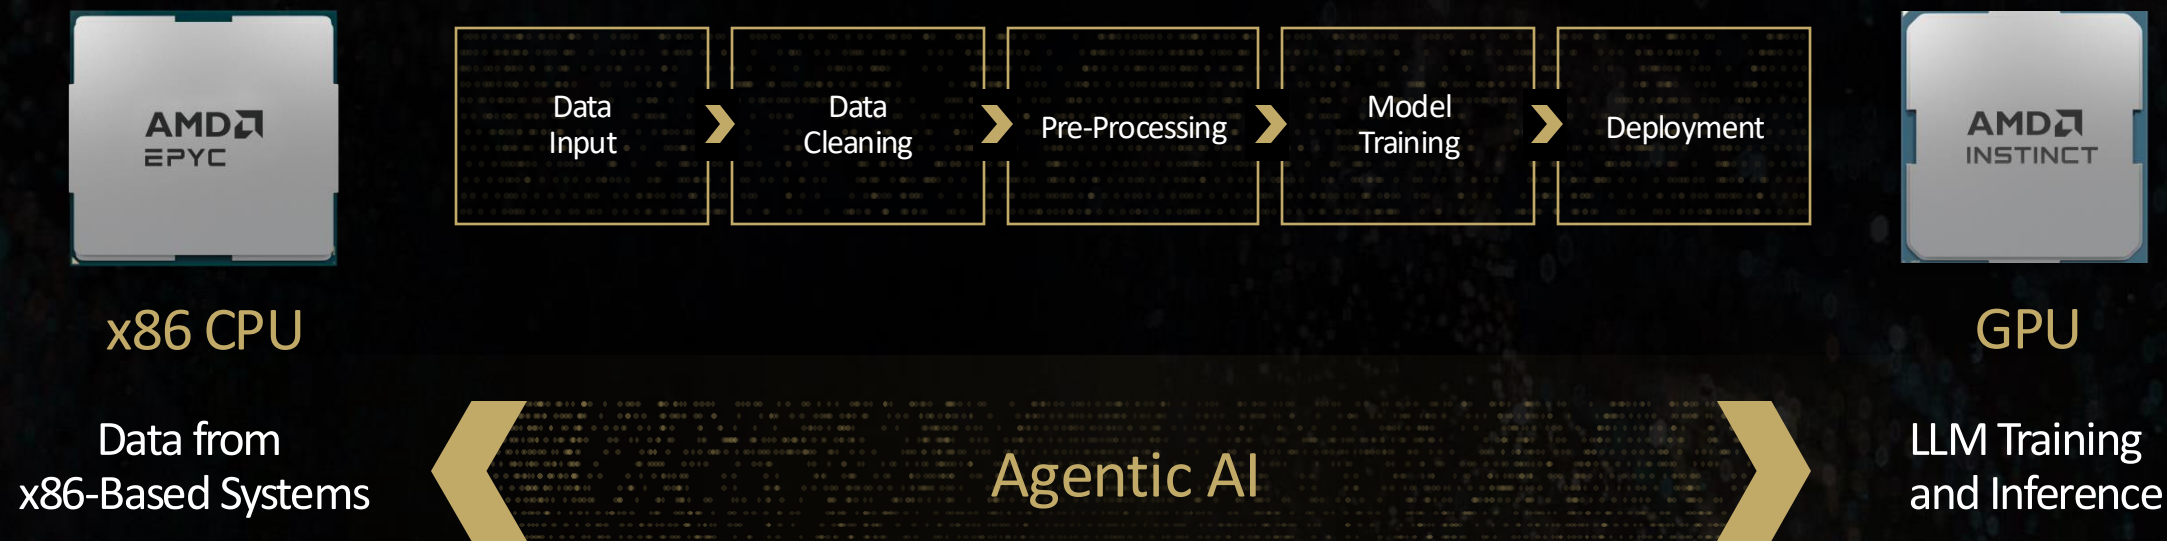 AMD
EPYC
Data
Input
Data
Cleaning
Pre-Processing
Model
Training
Deployment
AMD
INSTINCT
x86 CPU
GPU
Data from
x86-Based Systems
Agentic AI
LLM Training
and Inference